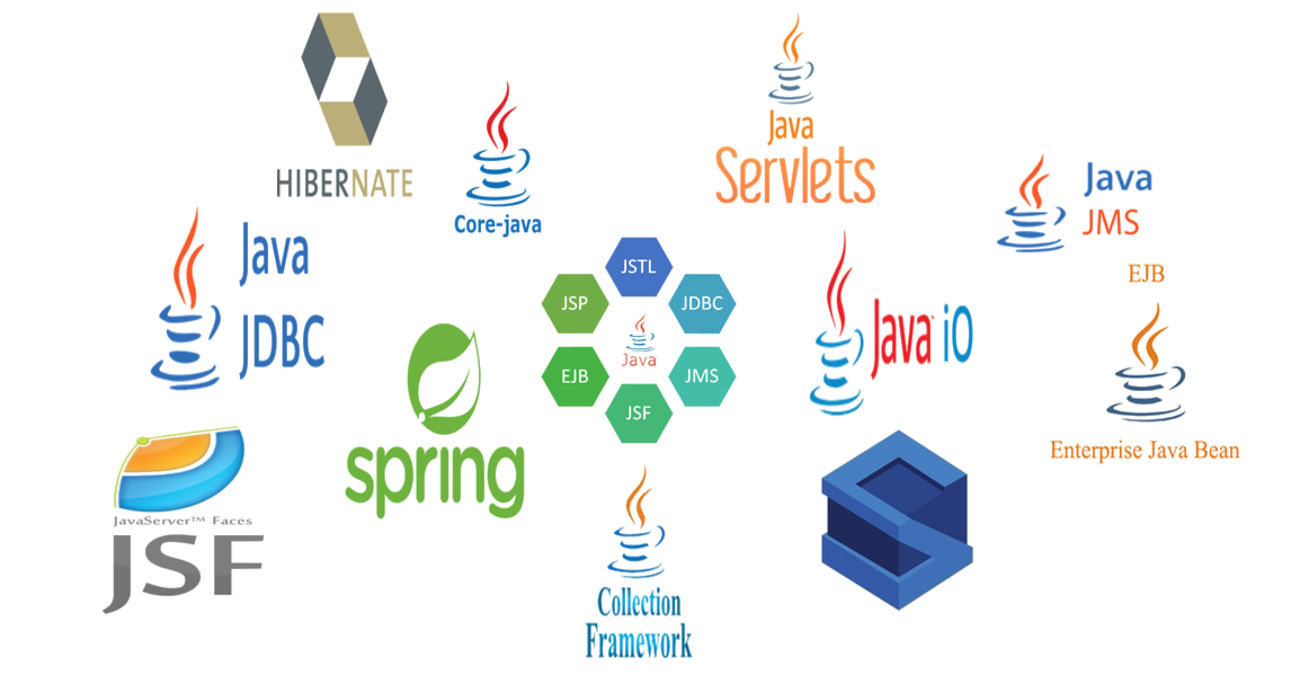 HIBERNATE
Core-java
Java
Servlets
Java
JMS
Java
JDBC
JSTL
JSP
JDBC
Java
EJB
JMS
JSF
Java iO
EJB
Enterprise Java Bean
spring
JavaServer™ Faces
JSF
Collection
Framework